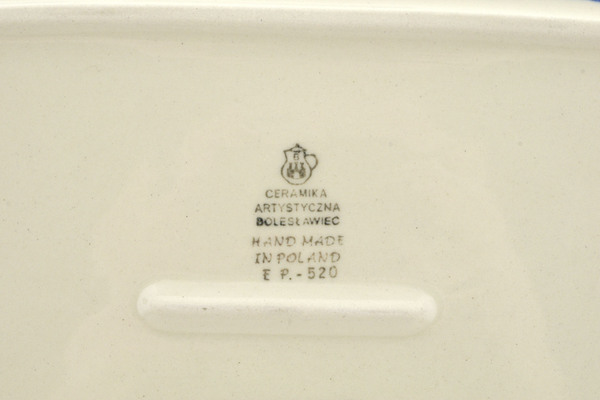 CERAMIKA
ARTYSTYCZNA
BOLESŁAWIEC
HAND MADE
IN POLAND
E P.-520